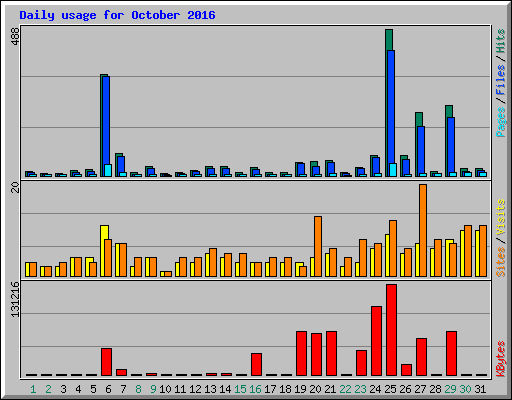 Daily usage for October 2016
488
Pages / Files / Hits
20
Sites / Visits
131216
KBytes
1 2 3 4 5 6 7 8 9 10 11 12 13 14 15 16 17 18 19 20 21 22 23 24 25 26 27 28 29 30 31